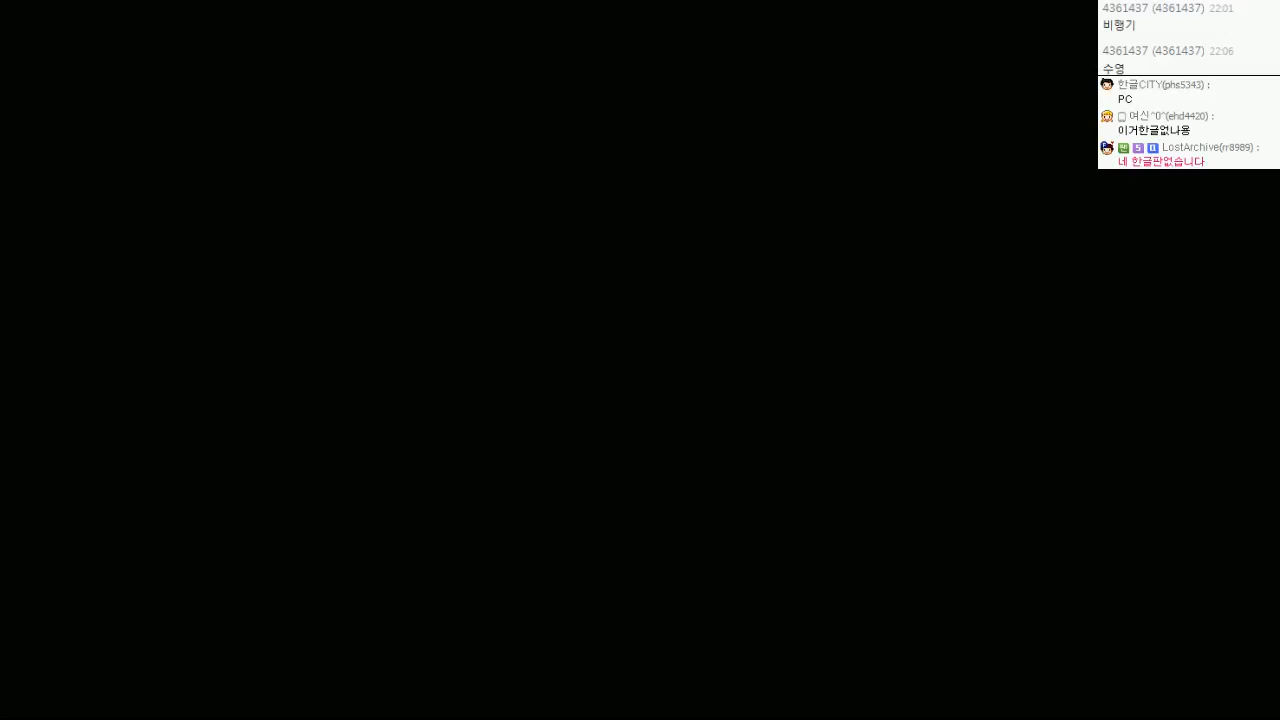 4361437 (4361437) 22:01
비행기
4361437 (4361437) 22:06
수영
한글CITY(phs5343) :
PC
여신^0^(ehd4420) :
이거한글없나용
팬 5 n LostArchive(rr8989) :
네 한글판없습니다